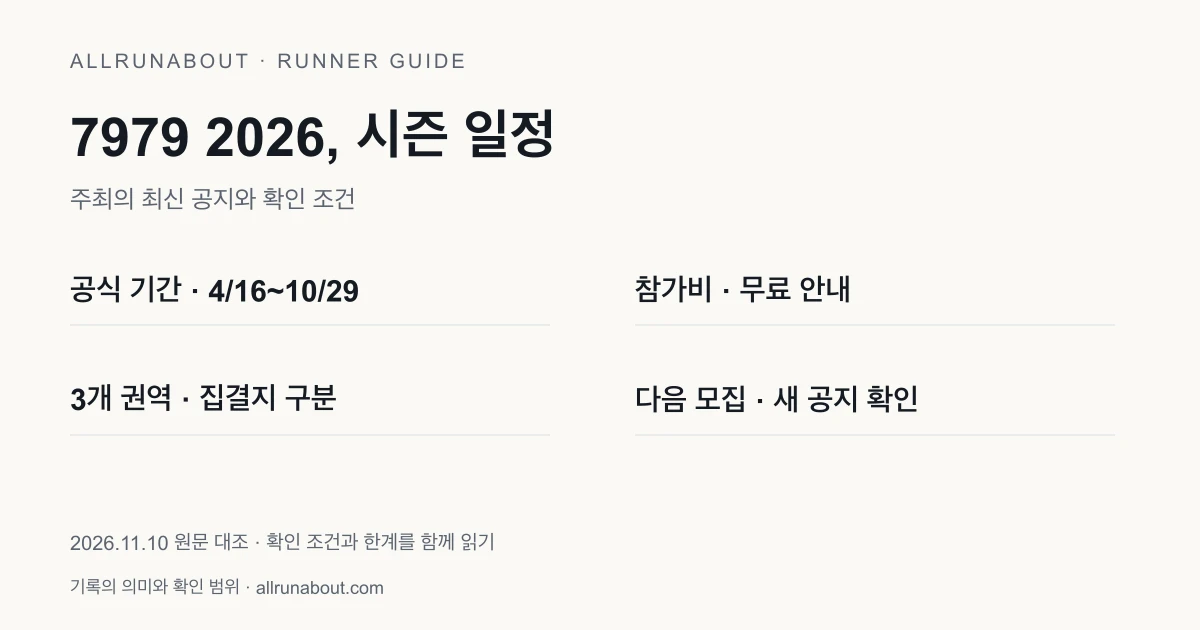 ALLRUNABOUT · RUNNER GUIDE
7979 2026, 시즌 일정
주최의 최신 공지와 확인 조건
공식 기간 · 4/16~10/29
참가비 · 무료 안내
3개 권역 · 집결지 구분
다음 모집 · 새 공지 확인
2026.11.10 원문 대조 · 확인 조건과 한계를 함께 읽기
기록의 의미와 확인 범위 · allrunabout.com